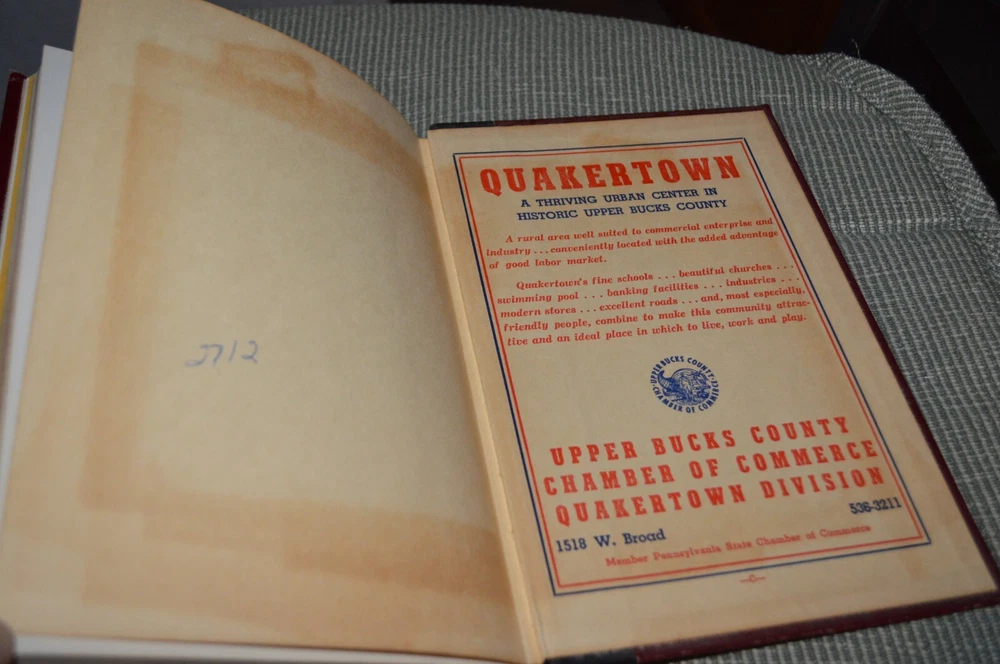 2712
QUAKERTOWN
A THRIVING URBAN CENTER IN
HISTORIC UPPER BUCKS COUNTY
A rural area well suited to commercial enterprise and
industry . . . conveniently located with the added advantage
of good labor market.
Quakertown's fine schools . . . beautiful churches . . .
swimming pool . . . banking facilities . . . industries . . .
modern stores . . . excellent roads . . . and, most especially,
friendly people, combine to make this community attrac-
tive and an ideal place in which to live, work and play.
UPPER BUCKS COUNTY
CHAMBER OF COMMERCE
UPPER BUCKS COUNTY
CHAMBER OF COMMERCE
QUAKERTOWN DIVISION
1518 W. Broad 536-3211
Member Pennsylvania State Chamber of Commerce
C